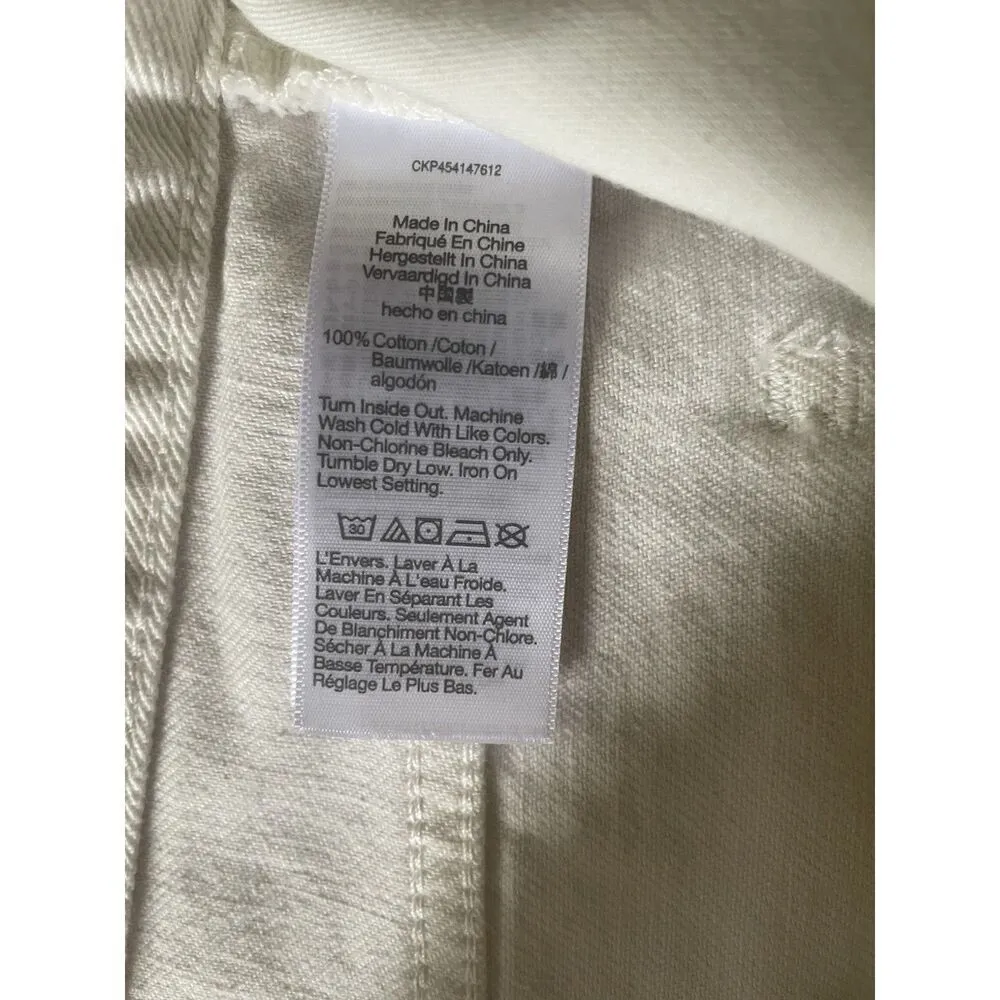 CKP454147612
Made In China
Fabriqué En Chine
Hergestellt In China
Vervaardigd In China
中国製
hecho en china
100% Cotton /Coton /
Baumwolle /Katoen /綿 /
algodón
Turn Inside Out. Machine
Wash Cold With Like Colors.
Non-Chlorine Bleach Only.
Tumble Dry Low. Iron On
Lowest Setting.
30
L'Envers. Laver À La
Machine À L'eau Froide.
Laver En Séparant Les
Couleurs. Seulement Agent
De Blanchiment Non-Chlore.
Sécher À La Machine À
Basse Température. Fer Au
Réglage Le Plus Bas.